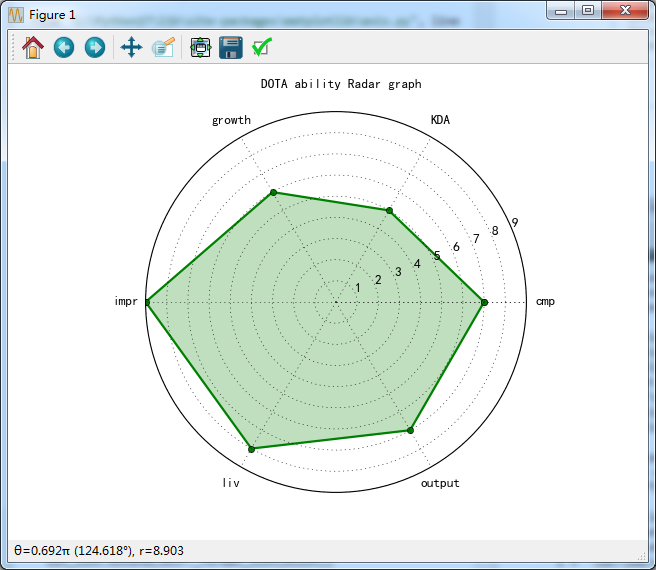 Figure 1
DOTA ability Radar graph
growth
KDA
9
8
7
6
5
4
3
2
1
impr
cmp
liv
output
θ=0.692π (124.618°), r=8.903